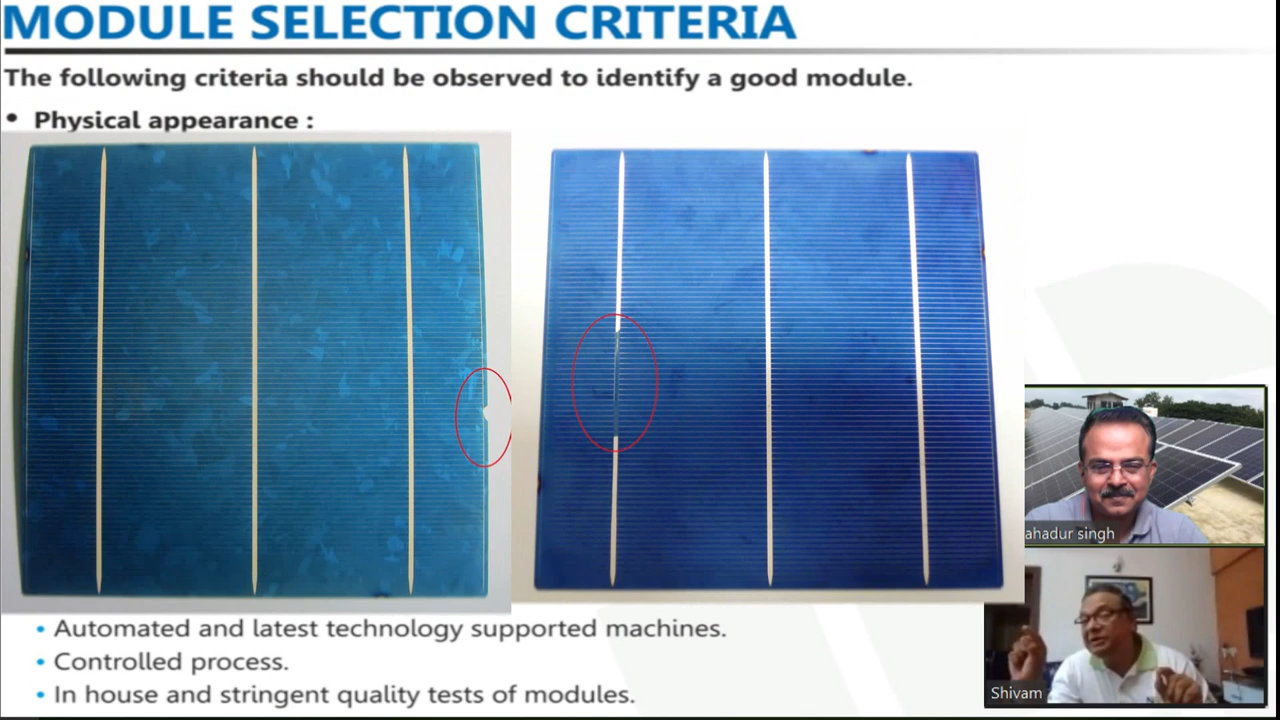 MODULE SELECTION CRITERIA
The following criteria should be observed to identify a good module.
• Physical appearance :
• Automated and latest technology supported machines.
• Controlled process.
• In house and stringent quality tests of modules.
ahadur singh
Shivam